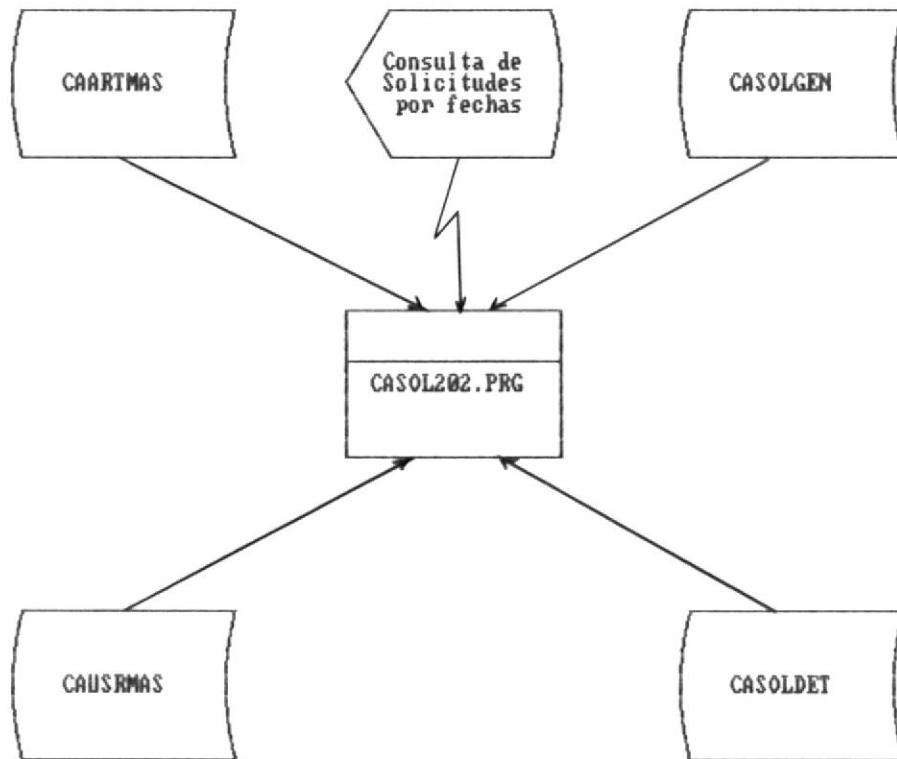 CAARTMAS
Consulta de
Solicitudes
por fechas
CASOLGEN
CASOL202.PRG
CAUSRMAS
CASOLDET